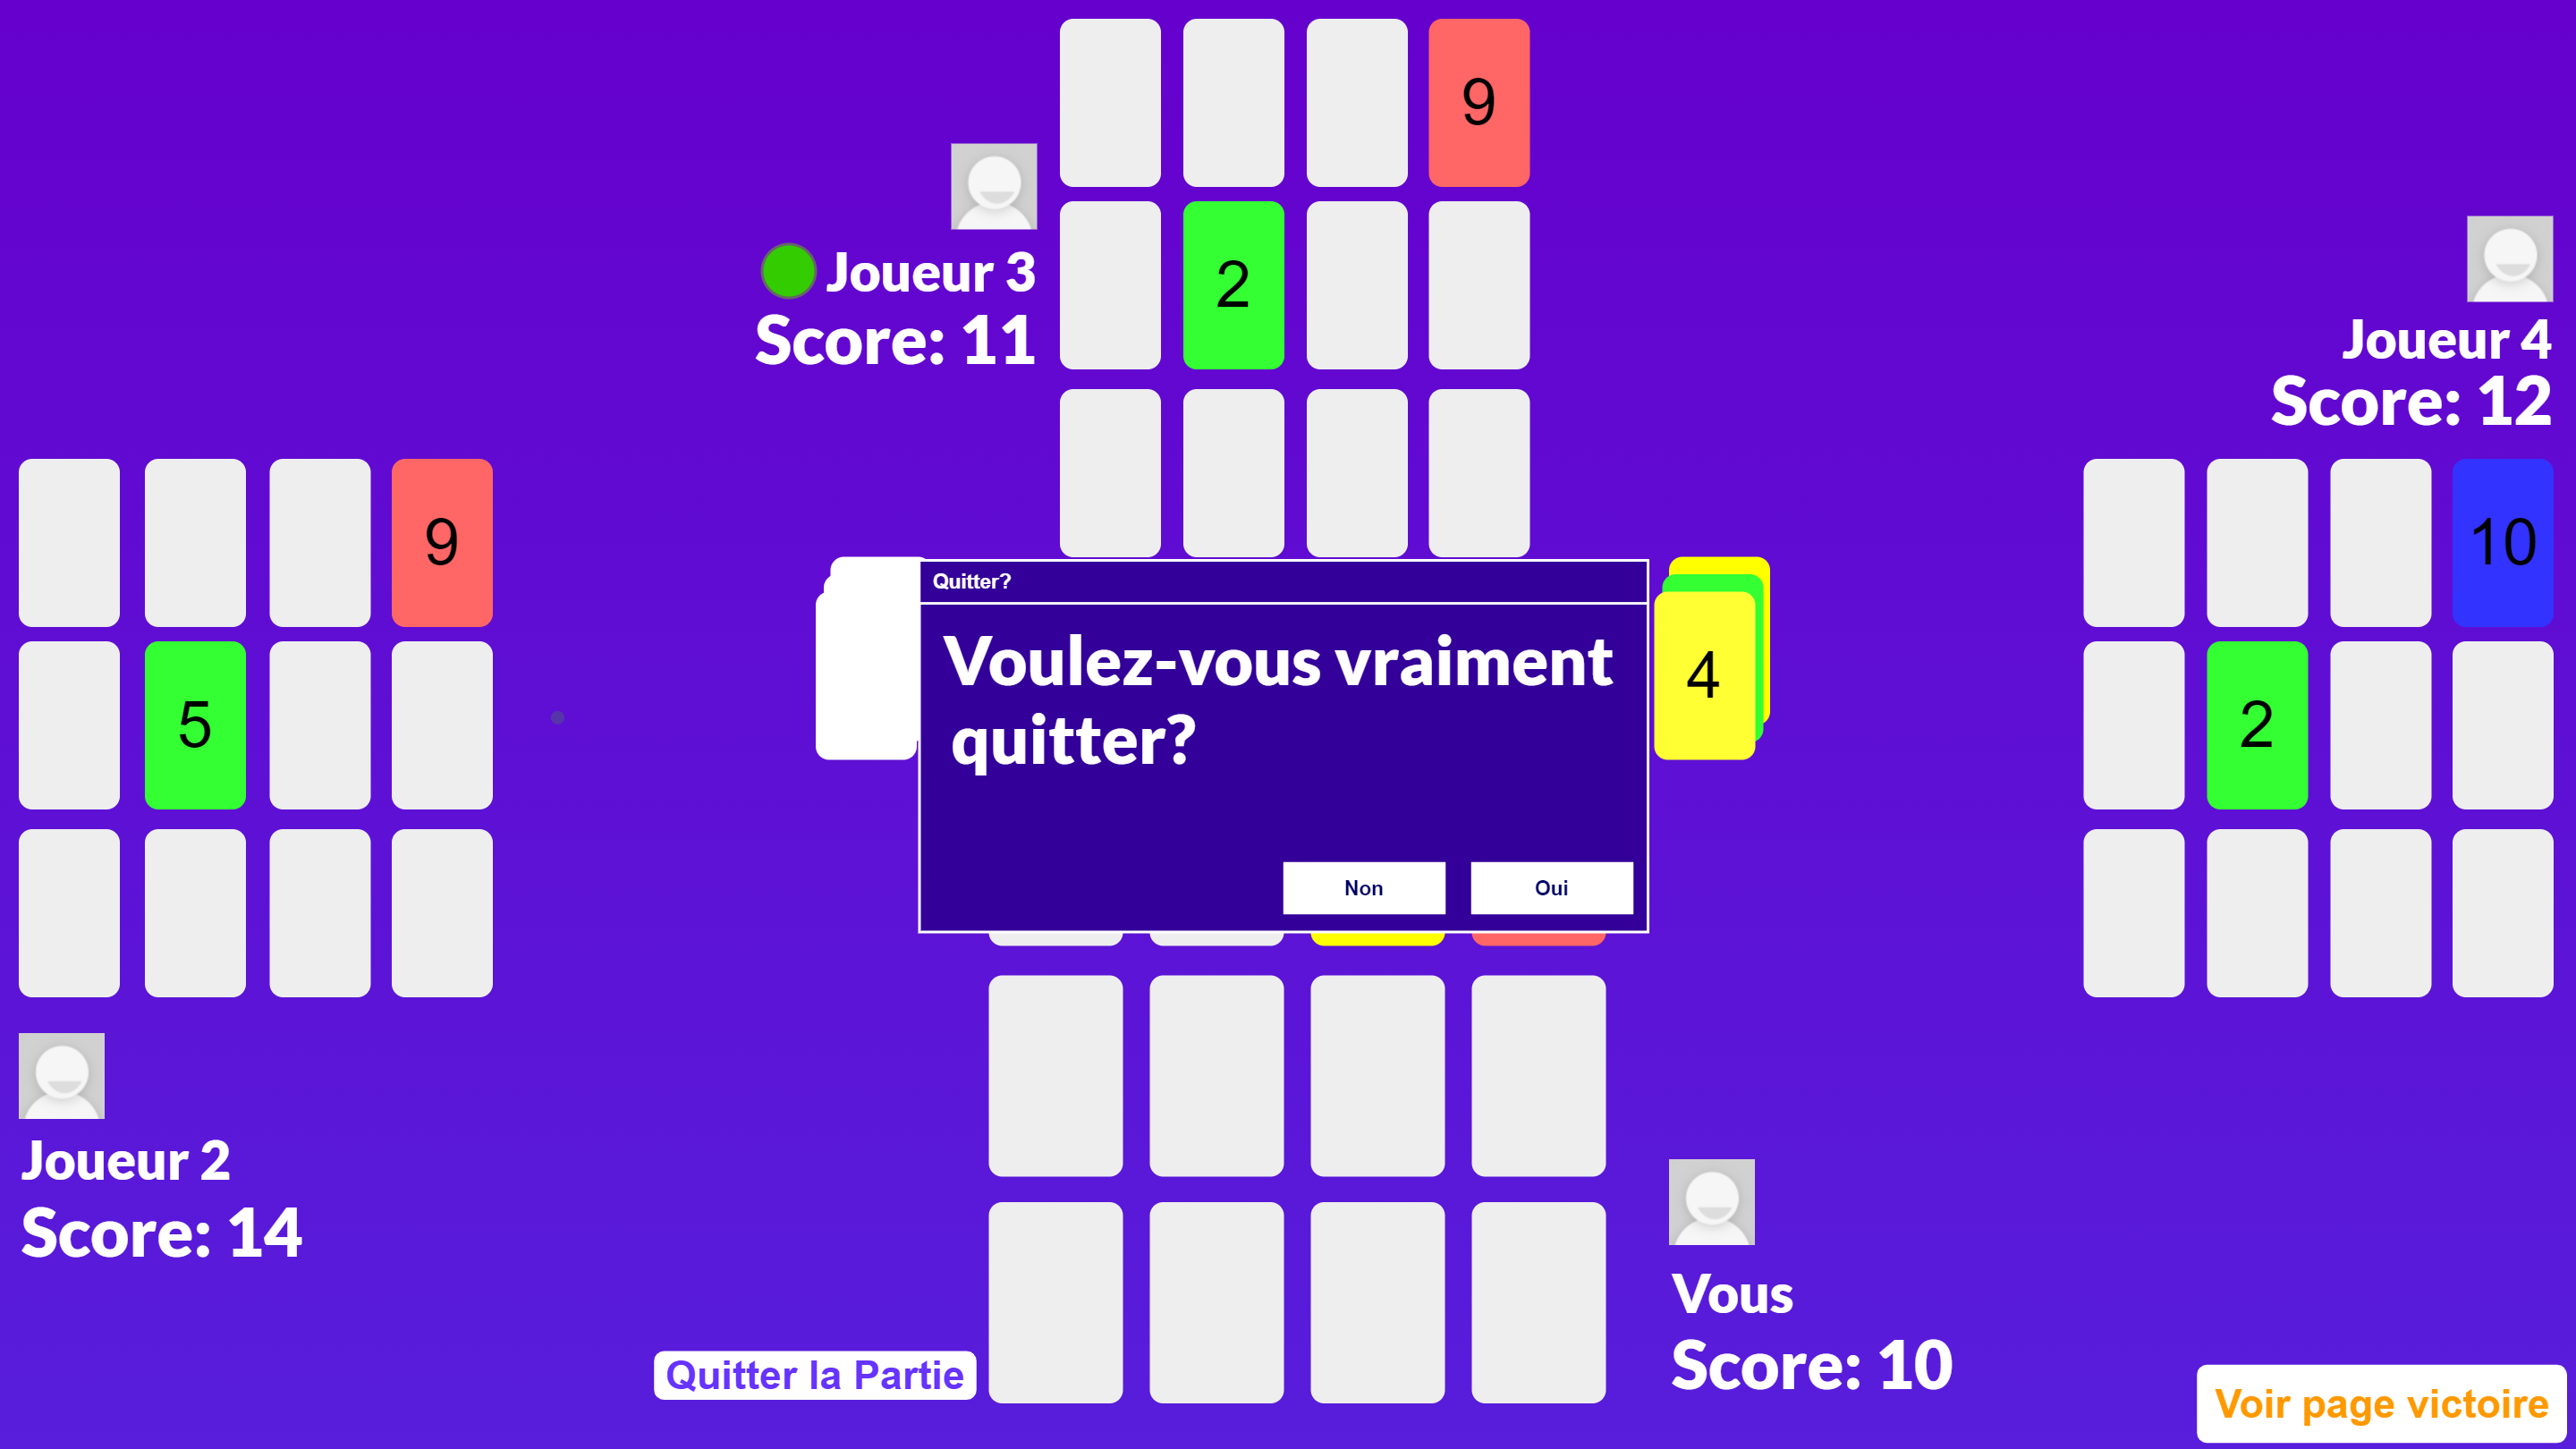 9
2
Joueur 3
Score: 11
Joueur 4
Score: 12
9
5
10
2
Quitter?
Voulez-vous vraiment
quitter?
Non
Oui
4
Joueur 2
Score: 14
Vous
Score: 10
Quitter la Partie
Voir page victoire